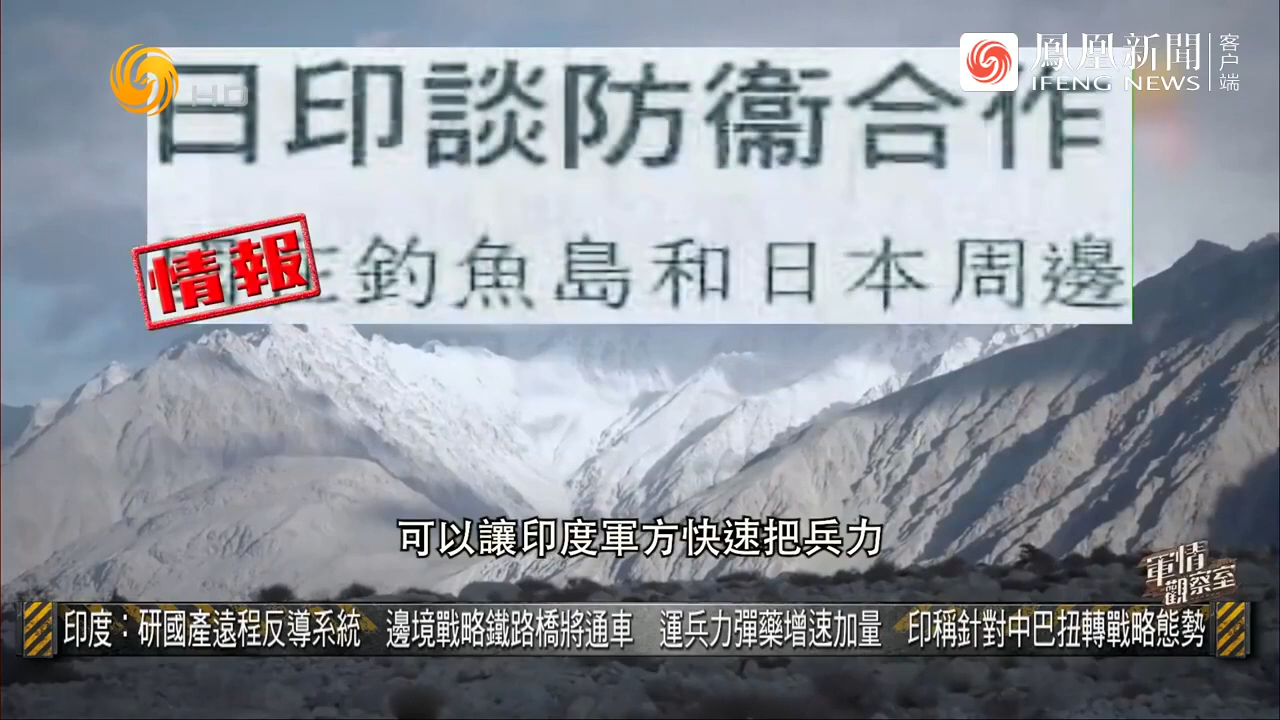 鳳凰新聞
客户端
IFENG NEWS
HD
日印談防衞合作
情報
釣魚島和日本周邊
可以讓印度軍方快速把兵力
軍情
觀察室
印度：研國產遠程反導系統 邊境戰略鐵路橋將通車 運兵力彈藥增速加量 印稱針對中巴扭轉戰略態勢